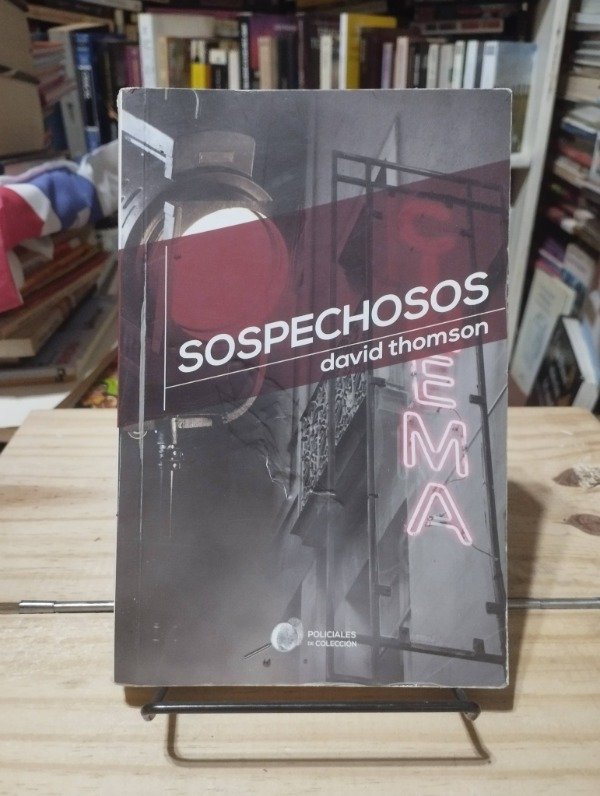 SOSPECHOSOS
david thomson
EMA
POLICIALES
DE COLECCIÓN